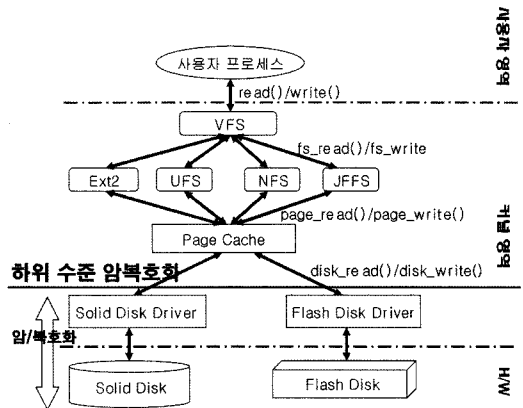 사용자 프로세스
사용자 영역
read()/write()
VFS
fs_read()/fs_write
Ext2
UFS
NFS
JFFS
page_read()/page_write()
커널 영역
Page Cache
하위 수준 암복호화
disk_read()/disk_write()
Solid Disk Driver
Flash Disk Driver
암/복호화
Solid Disk
Flash Disk
H/W